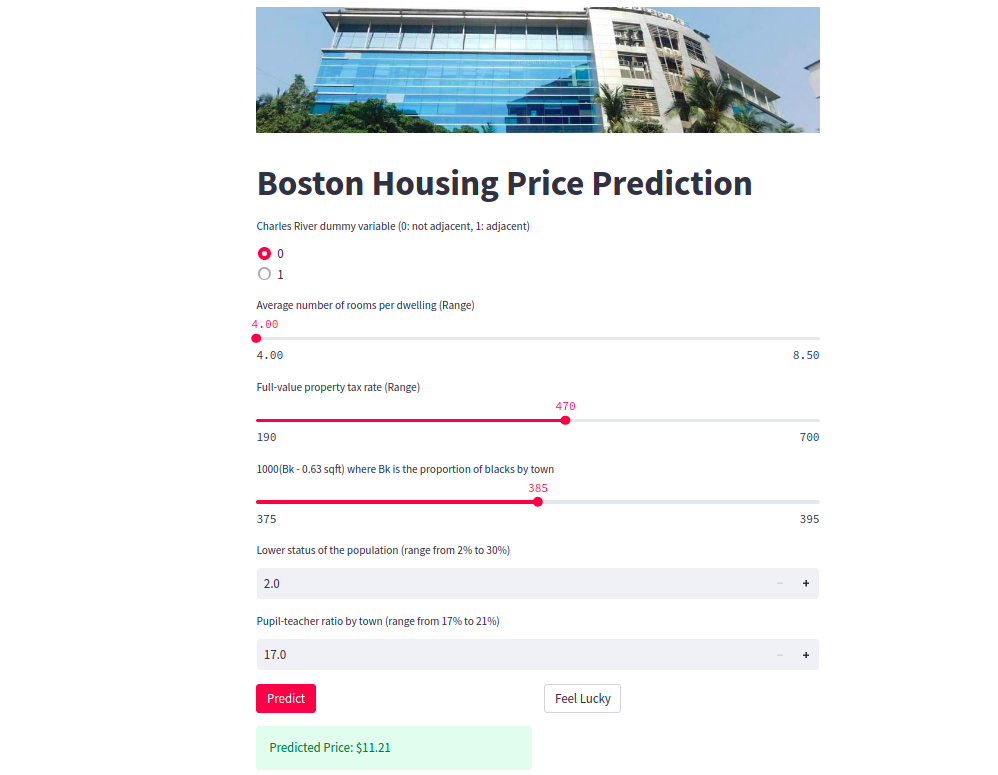 Boston Housing Price Prediction
Charles River dummy variable (0: not adjacent, 1: adjacent)
0
1
Average number of rooms per dwelling (Range)
4.00
4.00 8.50
Full-value property tax rate (Range)
470
190 700
1000(Bk - 0.63 sqft) where Bk is the proportion of blacks by town
385
375 395
Lower status of the population (range from 2% to 30%)
2.0 − +
Pupil-teacher ratio by town (range from 17% to 21%)
17.0 − +
Predict Feel Lucky
Predicted Price: $11.21